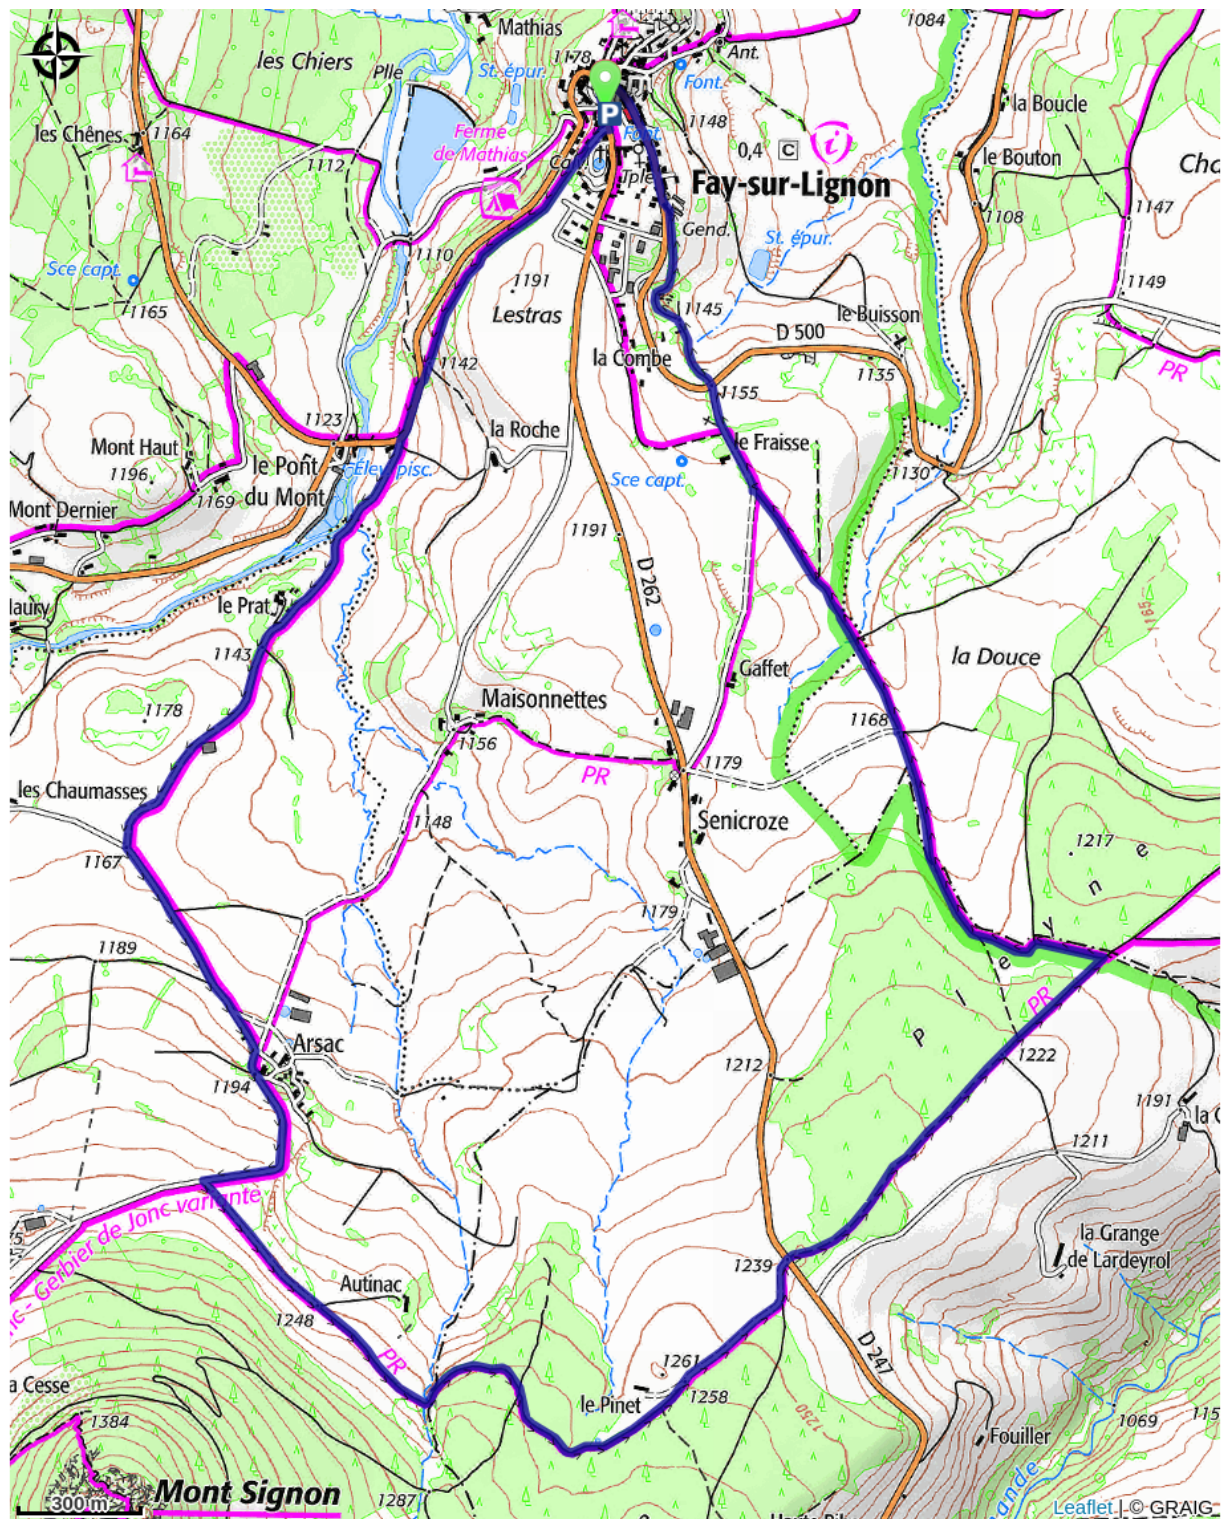 Mathias
1084
les Chiers
1178
Ant.
Plle
St. épur.
Font.
la Boucle
les Chênes
1164
Ferme
de Mathias
P
Font.
1148
0,4 C
i
le Bouton
1112
Fay-sur-Lignon
1108
1147
Gend.
St. épur.
1110
Sce capt.
1191
1149
1165
Lestras
1145
le Buisson
D 500
1142
la Combe
1135
PR
1155
1123
la Roche
Mont Haut
le Fraisse
1196
le Pont
du Mont
1130
1169
Sce capt.
Mont Dernier
1191
D 262
le Prat
1165
1143
la Douce
Gaffet
Maisonnettes
1178
1168
1156
PR
1179
les Chaumasses
1148
Senicroze
1167
1217
P e y n e
1179
1189
PR
Arsac
1222
1212
1194
1191
1211
- Gerbier de Jonc variante
la Grange
de Lardeyrol
1239
Autinac
1248
PR
D 247
1261
a Cesse
1258
le Pinet
1250
1384
1069
Fouiller
Mont Signon
1287
ande
300 m
Leaflet | © GRAIG